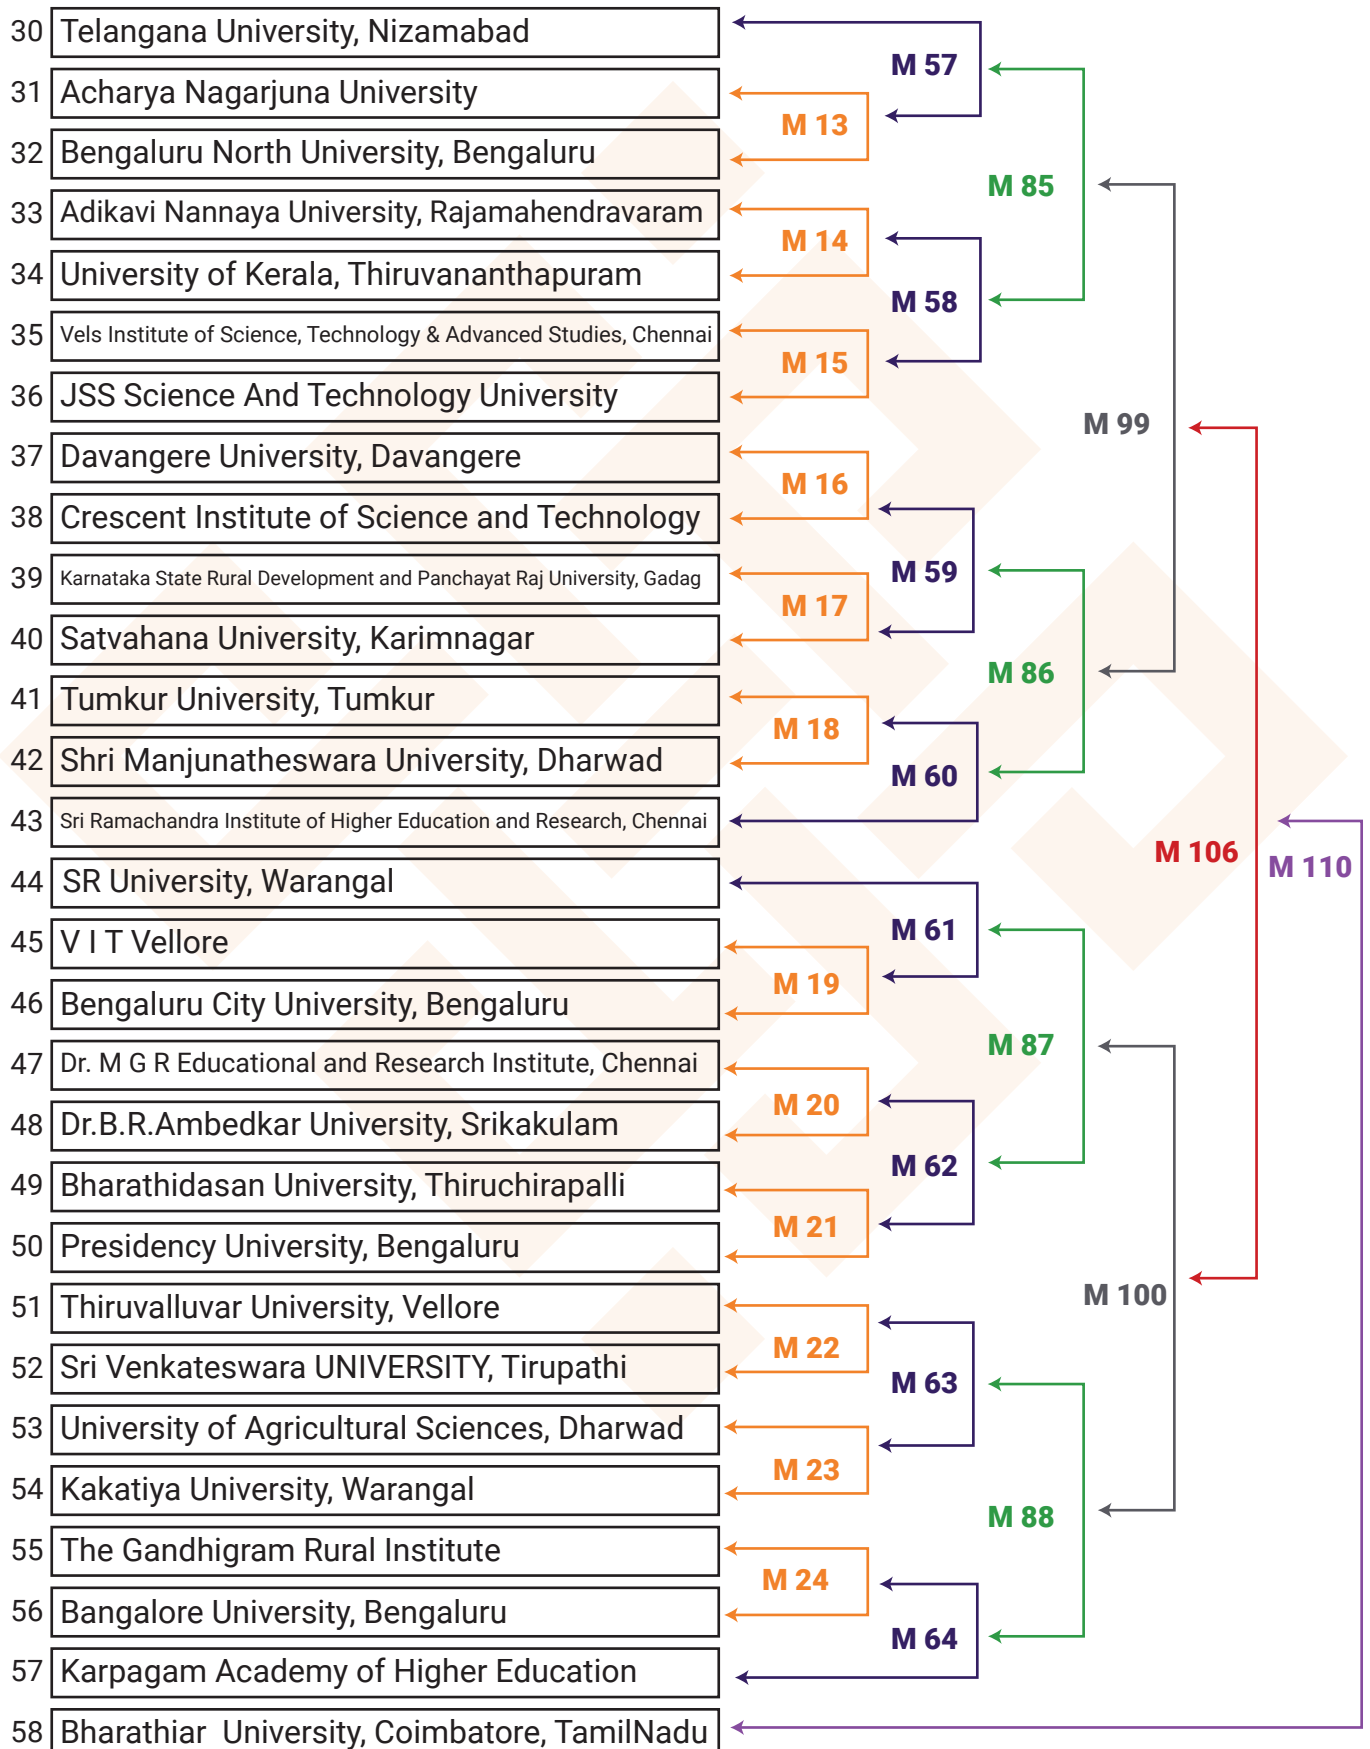 30 Telangana University, Nizamabad
M 57
31 Acharya Nagarjuna University
M 13
32 Bengaluru North University, Bengaluru
M 85
33 Adikavi Nannaya University, Rajamahendravaram
M 14
34 University of Kerala, Thiruvananthapuram
M 58
35 Vels Institute of Science, Technology & Advanced Studies, Chennai
M 15
36 JSS Science And Technology University
M 99
37 Davangere University, Davangere
M 16
38 Crescent Institute of Science and Technology
M 59
39 Karnataka State Rural Development and Panchayat Raj University, Gadag
M 17
40 Satvahana University, Karimnagar
M 86
41 Tumkur University, Tumkur
M 18
42 Shri Manjunatheswara University, Dharwad
M 60
43 Sri Ramachandra Institute of Higher Education and Research, Chennai
M 106
M 110
44 SR University, Warangal
M 61
45 V I T Vellore
M 19
46 Bengaluru City University, Bengaluru
M 87
47 Dr. M G R Educational and Research Institute, Chennai
M 20
48 Dr.B.R.Ambedkar University, Srikakulam
M 62
49 Bharathidasan University, Thiruchirapalli
M 21
50 Presidency University, Bengaluru
M 100
51 Thiruvalluvar University, Vellore
M 22
52 Sri Venkateswara UNIVERSITY, Tirupathi
M 63
53 University of Agricultural Sciences, Dharwad
M 23
54 Kakatiya University, Warangal
M 88
55 The Gandhigram Rural Institute
M 24
56 Bangalore University, Bengaluru
M 64
57 Karpagam Academy of Higher Education
58 Bharathiar University, Coimbatore, TamilNadu